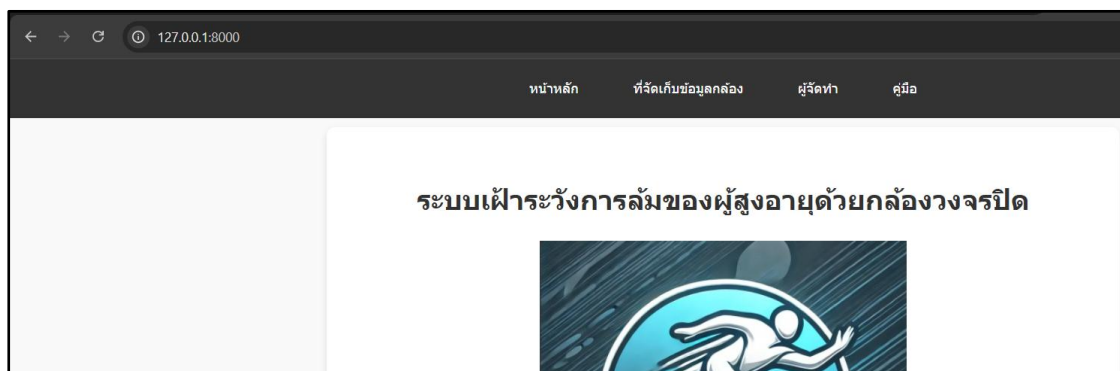 127.0.0.1:8000
หน้าหลัก ที่จัดเก็บข้อมูลกล้อง ผู้จัดทำ คู่มือ
ระบบเฝ้าระวังการล้มของผู้สูงอายุด้วยกล้องวงจรปิด